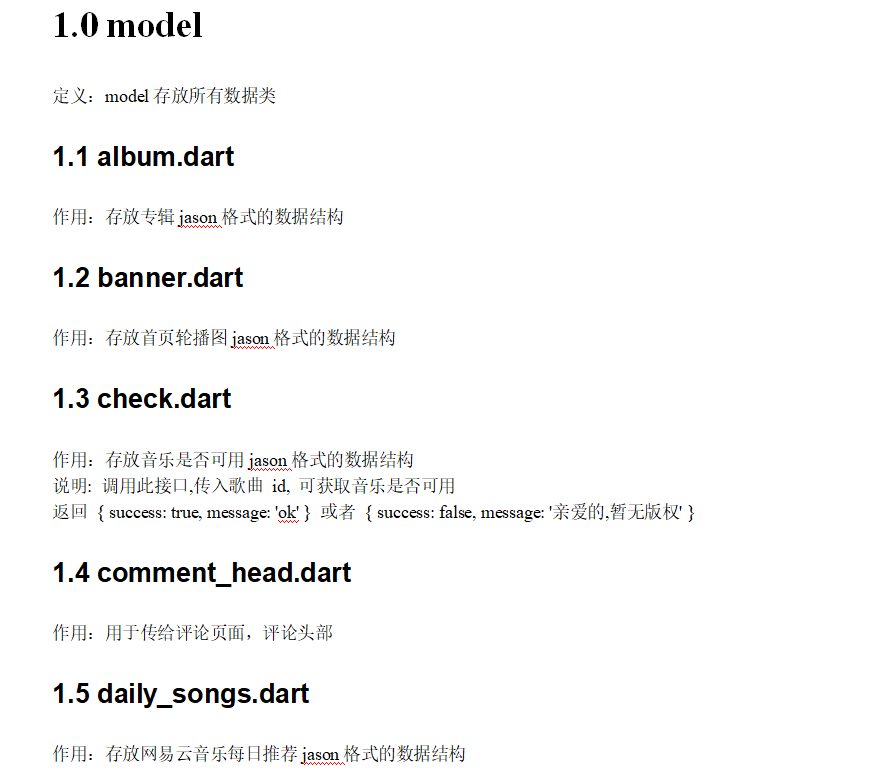 1.0 model
定义：model 存放所有数据类
1.1 album.dart
作用：存放专辑 jason 格式的数据结构
1.2 banner.dart
作用：存放首页轮播图 jason 格式的数据结构
1.3 check.dart
作用：存放音乐是否可用 jason 格式的数据结构
说明: 调用此接口,传入歌曲 id, 可获取音乐是否可用
返回 { success: true, message: 'ok' } 或者 { success: false, message: '亲爱的,暂无版权' }
1.4 comment_head.dart
作用：用于传给评论页面，评论头部
1.5 daily_songs.dart
作用：存放网易云音乐每日推荐 jason 格式的数据结构